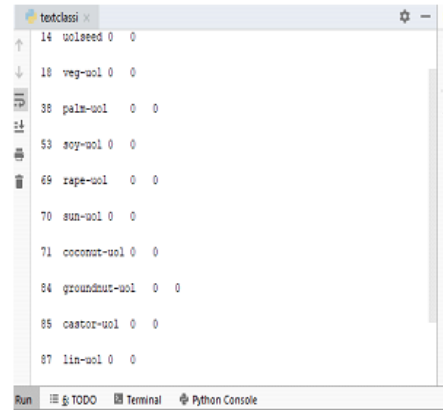 textclassi ×
14 uolseed 0 0
18 veg-uol 0 0
38 palm-uol 0 0
53 soy-uol 0 0
69 rape-uol 0 0
70 sun-uol 0 0
71 coconut-uol 0 0
84 groundnut-uol 0 0
85 castor-uol 0 0
87 lin-uol 0 0
Run 6: TODO Terminal Python Console